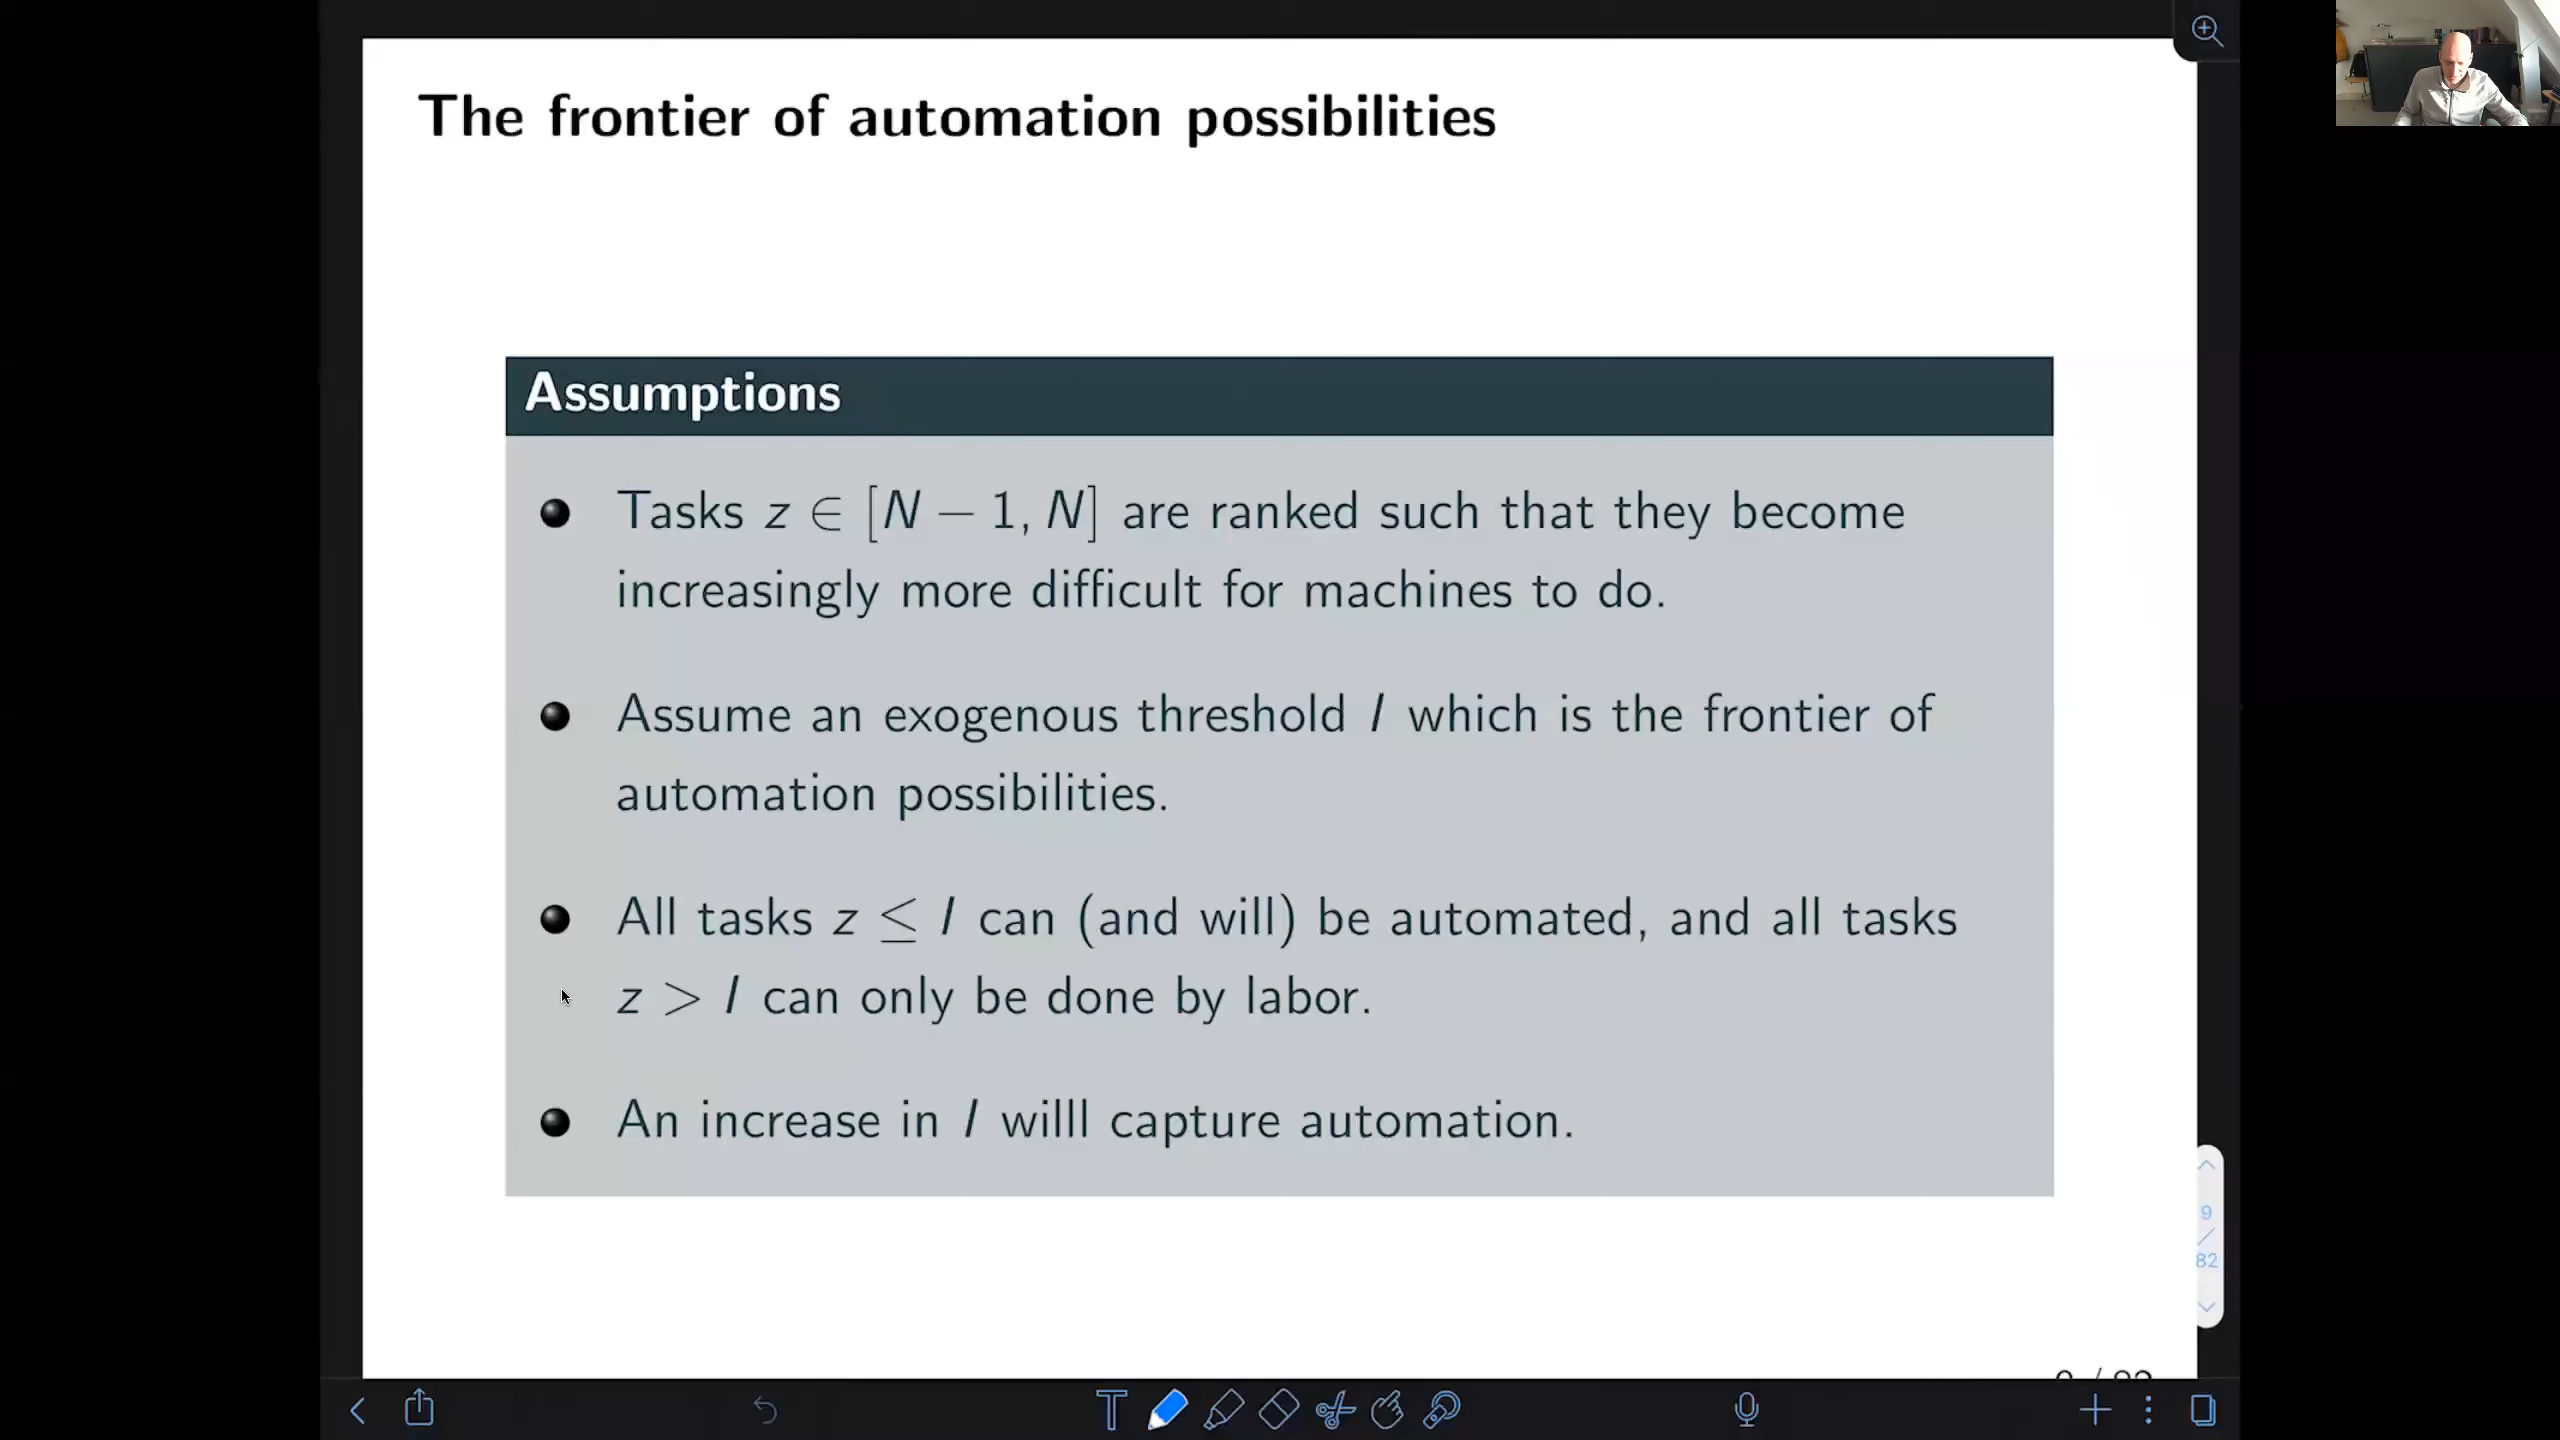 The frontier of automation possibilities
Assumptions
Tasks z ∈ [N − 1, N] are ranked such that they become
increasingly more difficult for machines to do.
Assume an exogenous threshold I which is the frontier of
automation possibilities.
All tasks z ≤ I can (and will) be automated, and all tasks
z > I can only be done by labor.
An increase in I willl capture automation.
9
/
82